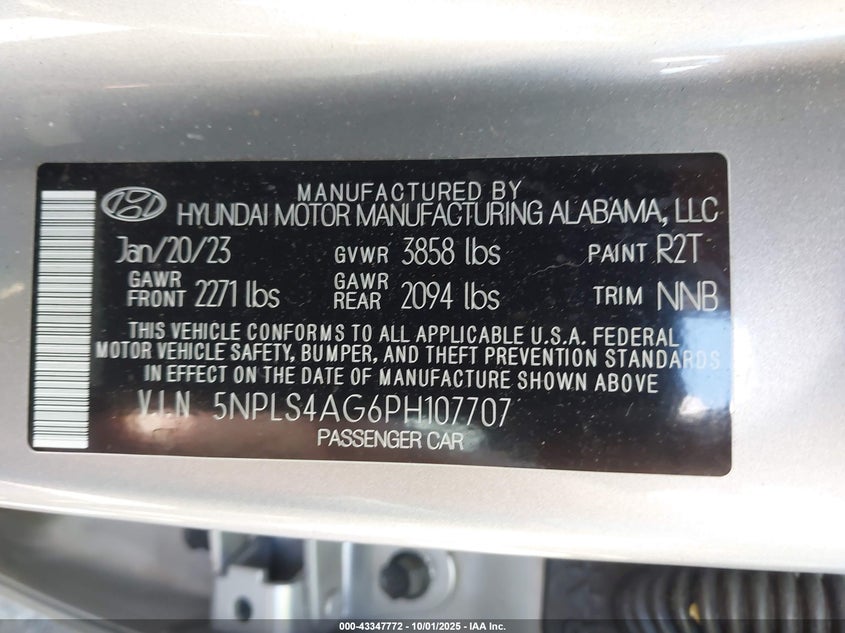 MANUFACTURED BY
HYUNDAI MOTOR MANUFACTURING ALABAMA, LLC
Jan/20/23 GVWR 3858 lbs PAINT R2T
GAWR FRONT 2271 lbs GAWR REAR 2094 lbs TRIM NNB
THIS VEHICLE CONFORMS TO ALL APPLICABLE U.S.A. FEDERAL
MOTOR VEHICLE SAFETY, BUMPER, AND THEFT PREVENTION STANDARDS
IN EFFECT ON THE DATE OF MANUFACTURE SHOWN ABOVE
V.I.N 5NPLS4AG6PH107707
PASSENGER CAR
000-43347772 - 10/01/2025 - IAA Inc.